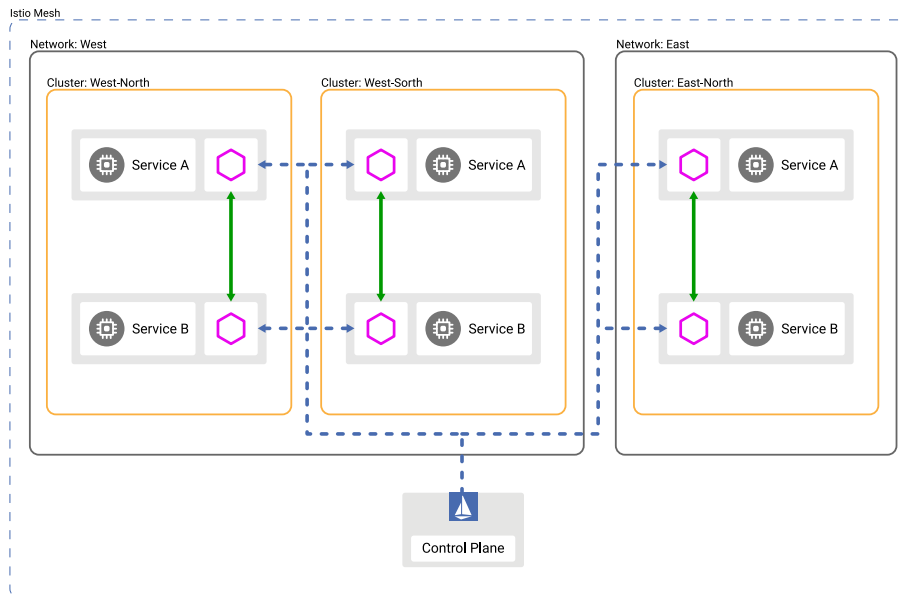 Istio Mesh
Network: West
Network: East
Cluster: West-North
Cluster: West-Sorth
Cluster: East-North
Service A
Service A
Service A
Service B
Service B
Service B
Control Plane